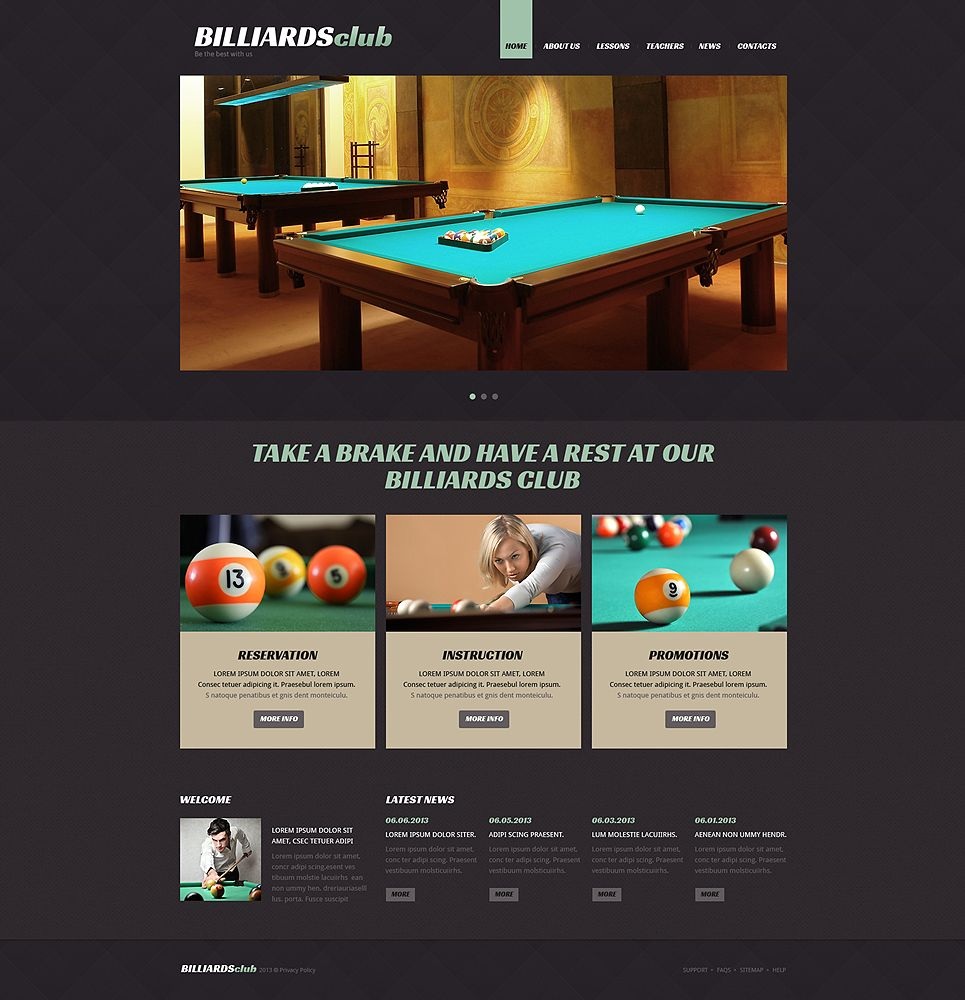 BILLIARDSclub
Be the best with us
HOME ABOUT US LESSONS TEACHERS NEWS CONTACTS
TAKE A BRAKE AND HAVE A REST AT OUR
BILLIARDS CLUB
13
5
9
RESERVATION
LOREM IPSUM DOLOR SIT AMET, LOREM
Consec tetuer adipicing it. Praesebul lorem ipsum.
S natoque penatibus et gnis dent monteiculu.
MORE INFO
INSTRUCTION
LOREM IPSUM DOLOR SIT AMET, LOREM
Consec tetuer adipicing it. Praesebul lorem ipsum.
S natoque penatibus et gnis dent monteiculu.
MORE INFO
PROMOTIONS
LOREM IPSUM DOLOR SIT AMET, LOREM
Consec tetuer adipicing it. Praesebul lorem ipsum.
S natoque penatibus et gnis dent monteiculu.
MORE INFO
WELCOME
LOREM IPSUM DOLOR SIT
AMET, CSEC TETUER ADIPI
Lorem ipsum dolor sit amet,
concr adipi scing.esent ves
tibuum molstie lacuirhs ean
non ummy hen. dreriauriaselll
lus. porta. Fusce suscipit
LATEST NEWS
06.06.2013
LOREM IPSUM DOLOR SITER.
Lorem ipsum dolor sit amet,
conc ter adipi scing. Praesent
vestibuum molsticuiirhs.
MORE
06.05.2013
ADIPI SCING PRAESENT.
Lorem ipsum dolor sit amet,
conc ter adipi scing. Praesent
vestibuum molsticuiirhs.
MORE
06.03.2013
LUM MOLESTIE LACUIIRHS.
Lorem ipsum dolor sit amet,
conc ter adipi scing. Praesent
vestibuum molsticuiirhs.
MORE
06.01.2013
AENEAN NON UMMY HENDR.
Lorem ipsum dolor sit amet,
conc ter adipi scing. Praesent
vestibuum molsticuiirhs.
MORE
BILLIARDSclub 2013 © Privacy Policy
SUPPORT • FAQS • SITEMAP • HELP